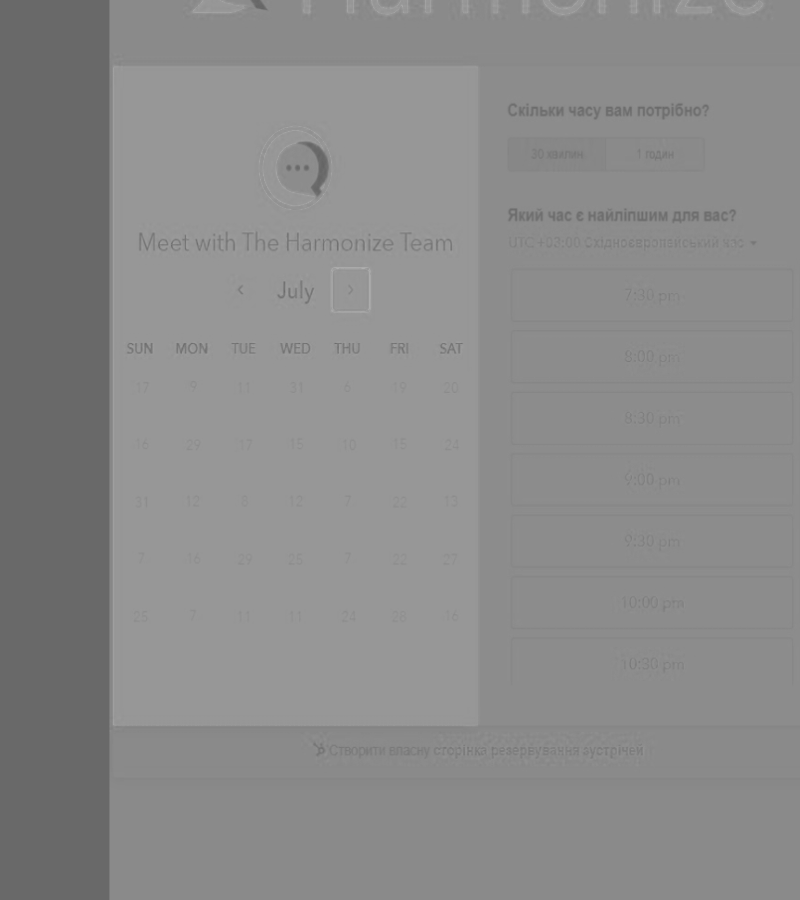 Harmonize
Meet with The Harmonize Team
July
SUN MON TUE WED THU FRI SAT
17 9 11 31 6 19 20
16 29 17 15 10 15 24
31 12 8 12 7 22 13
7 16 29 25 7 22 27
25 7 11 11 24 28 16
Скільки часу вам потрібно?
30 хвилин 1 годин
Який час є найліпшим для вас?
UTC +03:00 Східноєвропейський час
7:30 pm
8:00 pm
8:30 pm
9:00 pm
9:30 pm
10:00 pm
10:30 pm
Створити власну сторінка резервування зустрічей